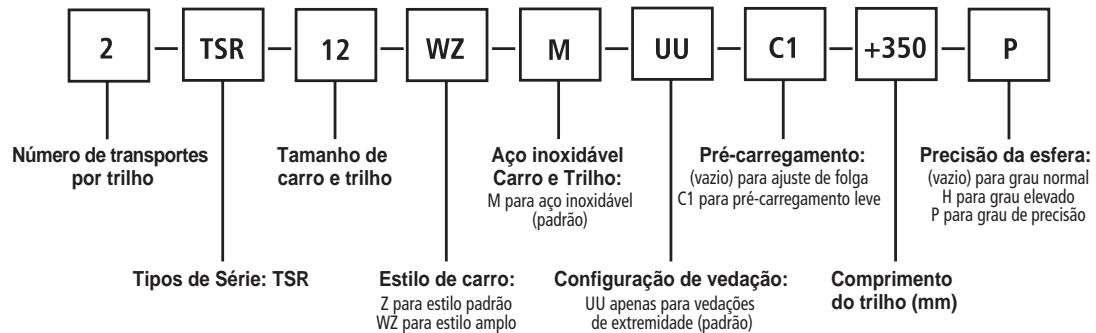 2 – TSR – 12 – WZ – M – UU – C1 – +350 – P
Número de transportes
por trilho
Tamanho de
carro e trilho
Aço inoxidável
Carro e Trilho:
M para aço inoxidável
(padrão)
Pré-carregamento:
(vazio) para ajuste de folga
C1 para pré-carregamento leve
Precisão da esfera:
(vazio) para grau normal
H para grau elevado
P para grau de precisão
Tipos de Série: TSR
Estilo de carro:
Z para estilo padrão
WZ para estilo amplo
Configuração de vedação:
UU apenas para vedações
de extremidade (padrão)
Comprimento
do trilho (mm)